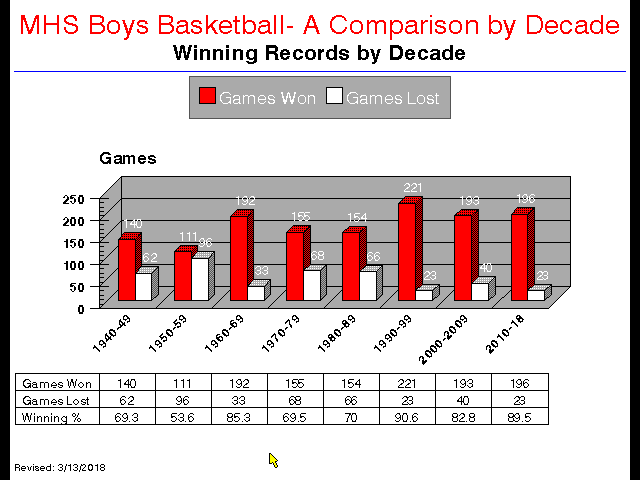 MHS Boys Basketball- A Comparison by Decade
Winning Records by Decade
Games Won Games Lost
Games
250
200
150
100
50
0
140 62 111 96 192 33 155 68 154 66 221 23 193 40 196 23
1940-49 1950-59 1960-69 1970-79 1980-89 1990-99 2000-2009 2010-18
Games Won 140 111 192 155 154 221 193 196
Games Lost 62 96 33 68 66 23 40 23
Winning % 69.3 53.6 85.3 69.5 70 90.6 82.8 89.5
Revised: 3/13/2018